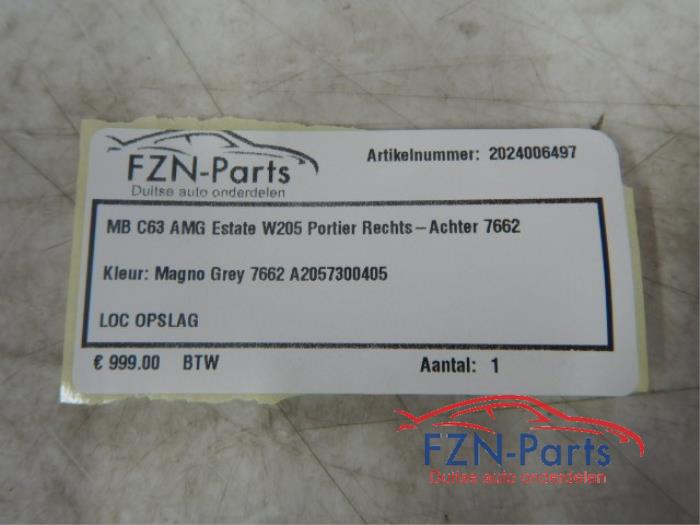 FZN-Parts
Duitse auto onderdelen
Artikelnummer: 2024006497
MB C63 AMG Estate W205 Portier Rechts-Achter 7662
Kleur: Magno Grey 7662 A2057300405
LOC OPSLAG
€ 999.00 BTW
Aantal: 1
FZN-Parts
Duitse auto onderdelen